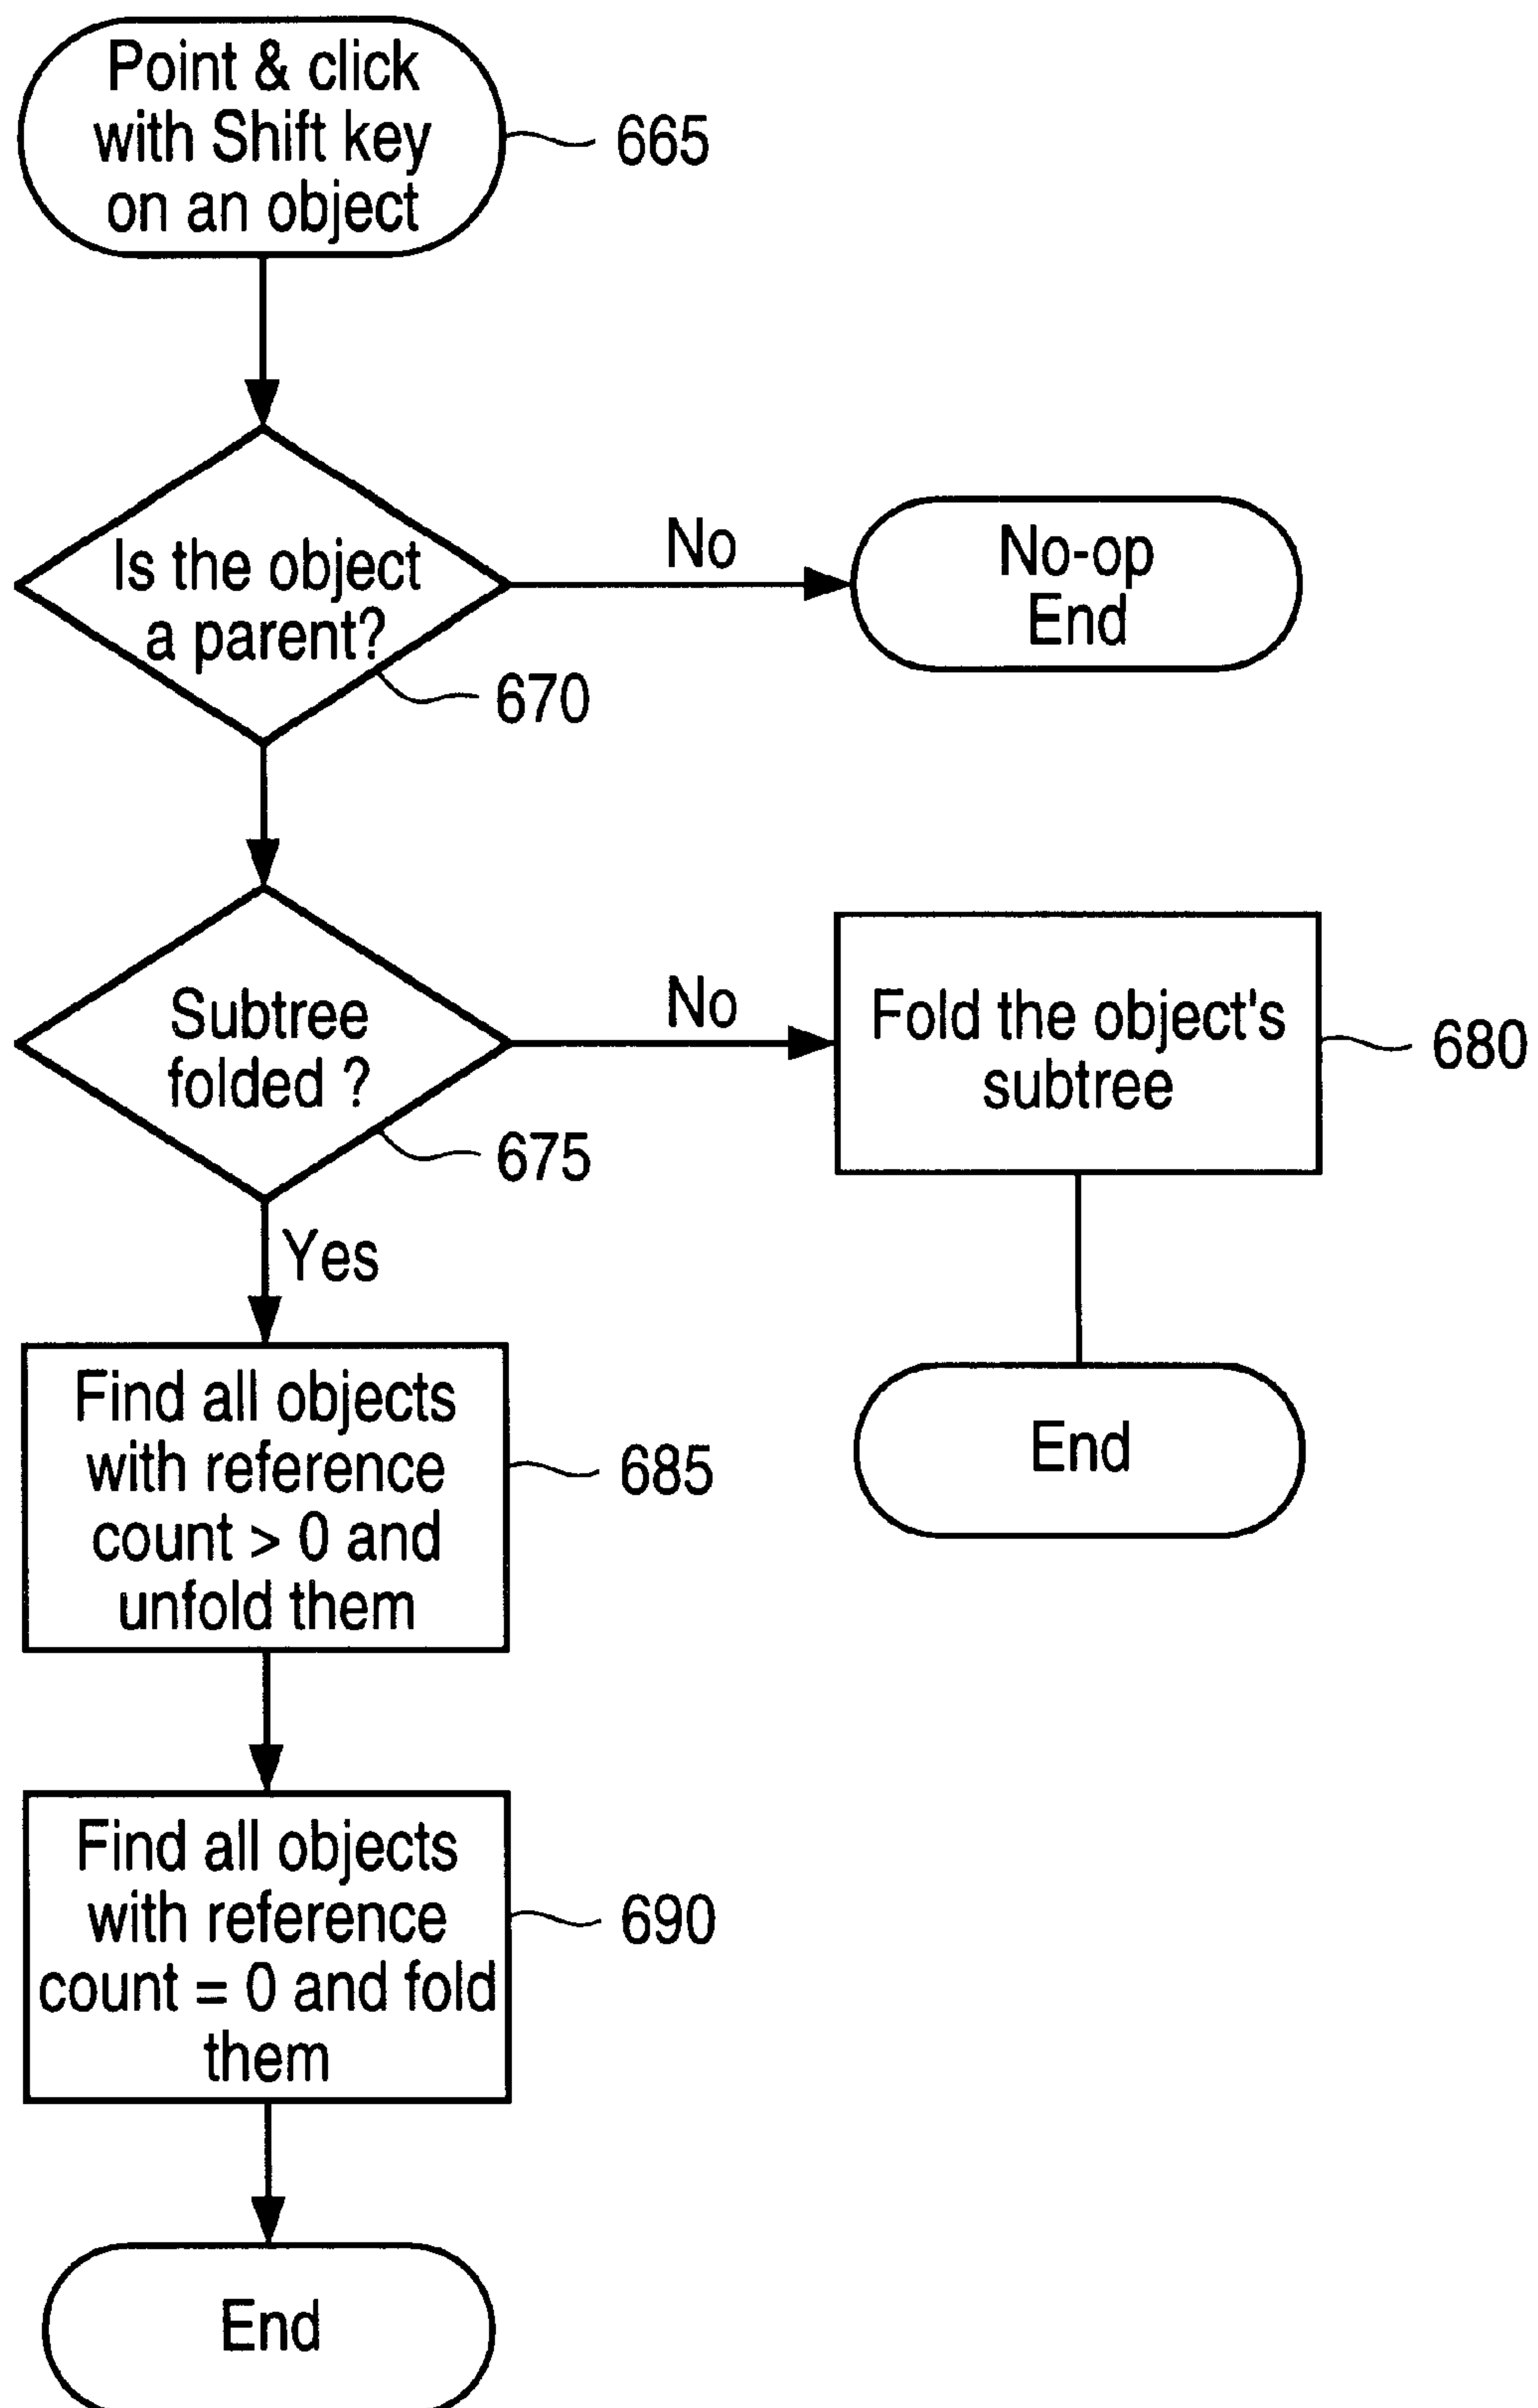 Point & click
with Shift key
on an object
665
Is the object
a parent?
670
No
No-op
End
Subtree
folded ?
675
No
Fold the object's
subtree
680
End
Yes
Find all objects
with reference
count > 0 and
unfold them
685
Find all objects
with reference
count = 0 and fold
them
690
End